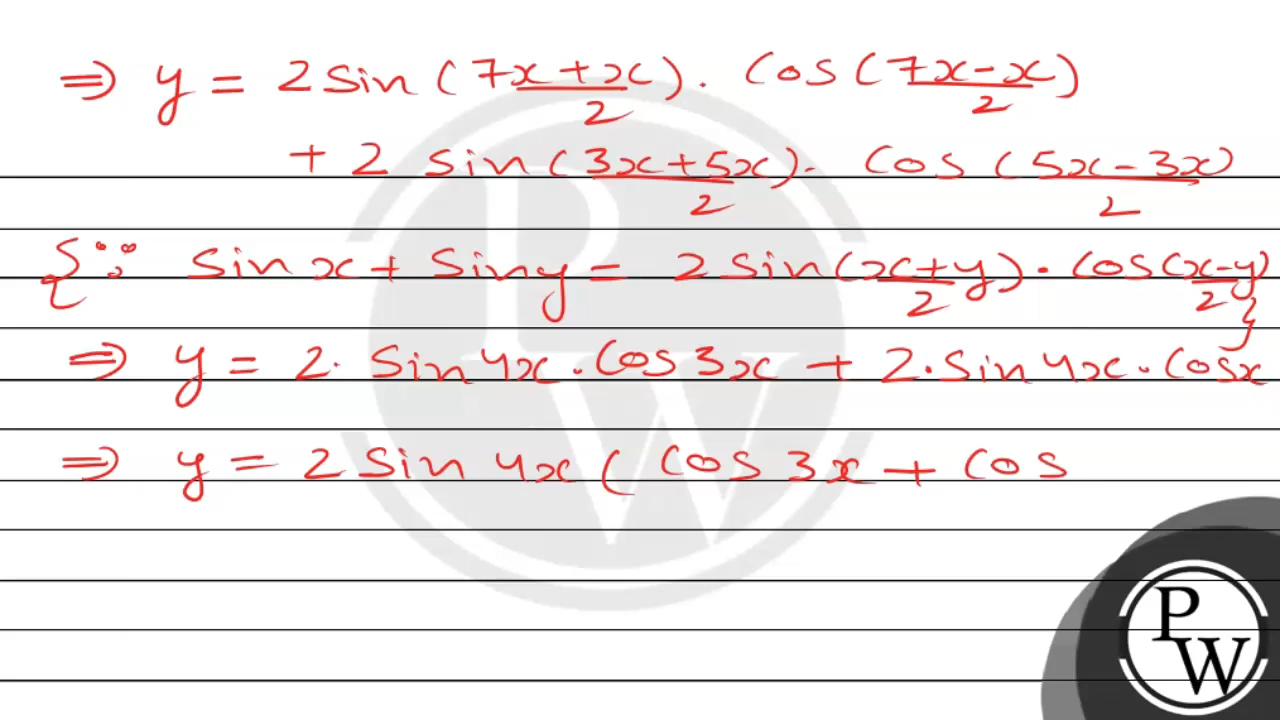 ⇒ y = 2 sin (7x+x/2) . cos (7x-x/2)
+ 2 sin (3x+5x/2) . cos (5x-3x/2)
{∵ sin x + sin y = 2 sin (x+y/2) . cos (x-y/2)}
⇒ y = 2. sin 4x . cos 3x + 2. sin 4x . cos x
⇒ y = 2 sin 4x ( cos 3x + cos
P
W
P
W